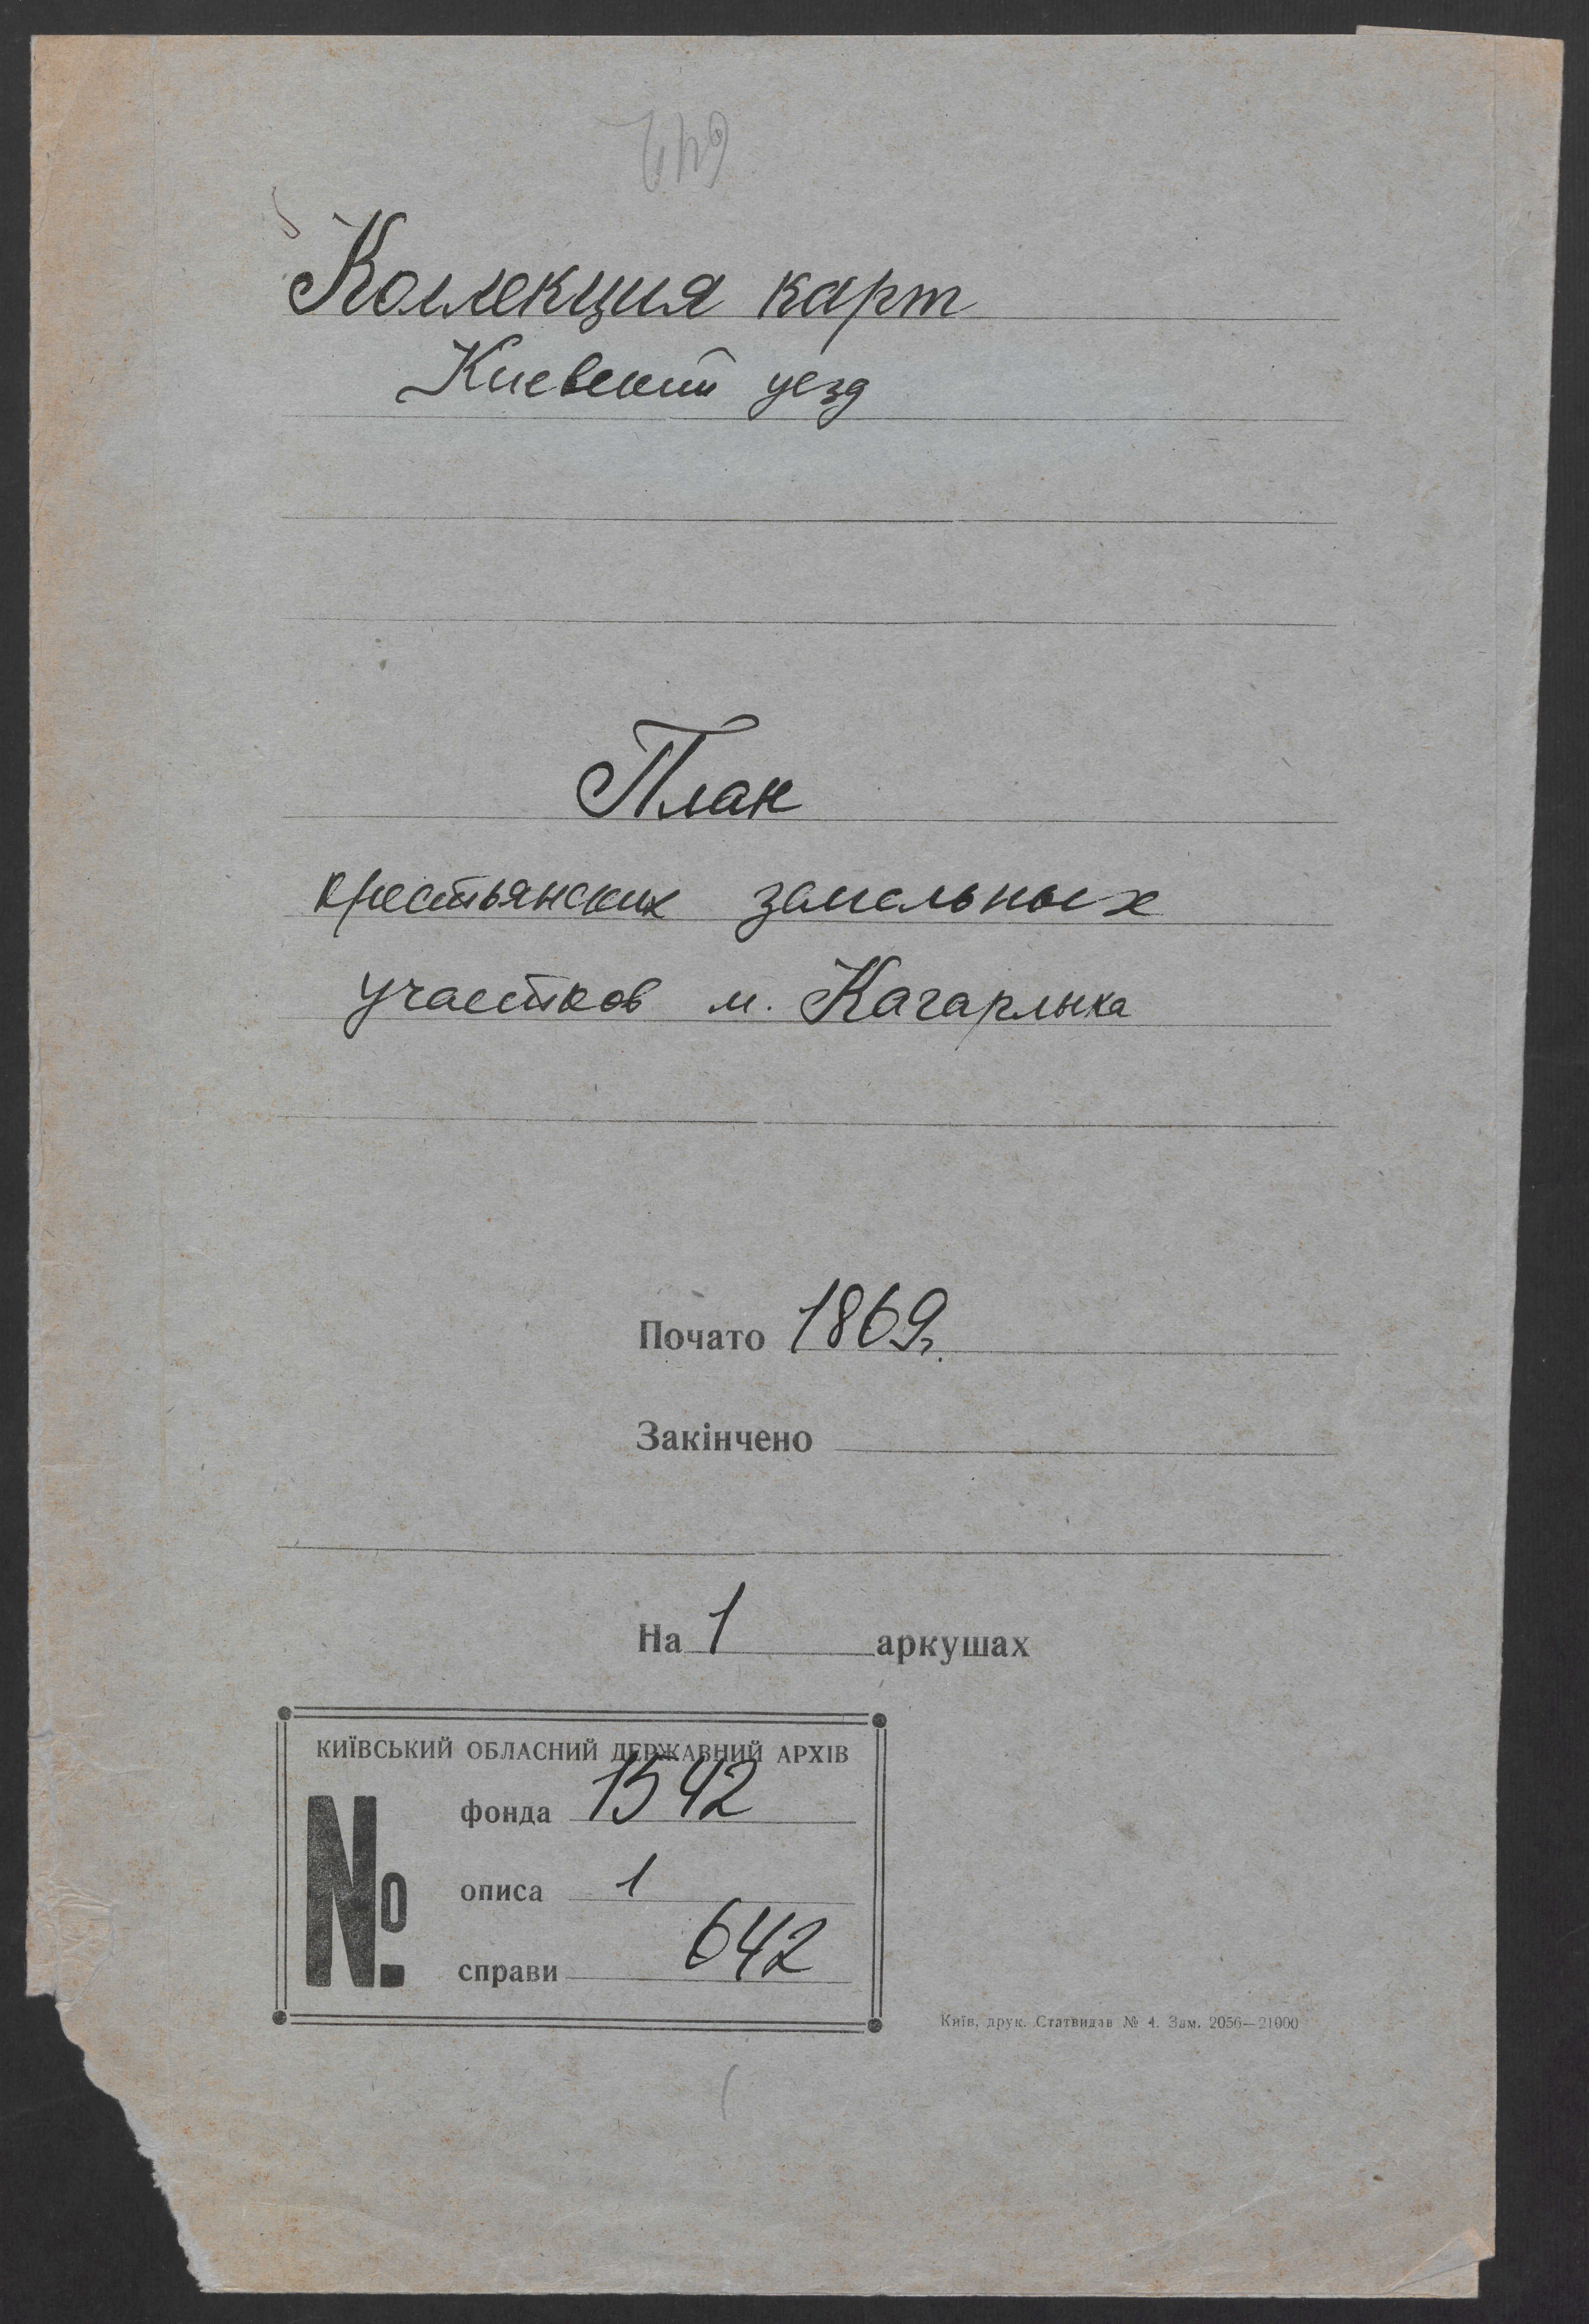 642
Коллекция карт
Киевский уезд
План
крестьянских земельных
участков м. Кагарлыка
Почато 1869г.
Закінчено
На 1 аркушах
КИЇВСЬКИЙ ОБЛАСНИЙ ДЕРЖАВНИЙ АРХІВ
№
фонда 1542
описа 1
справи 642
Київ, друк. Статвидав № 4. Зам. 2056—21000